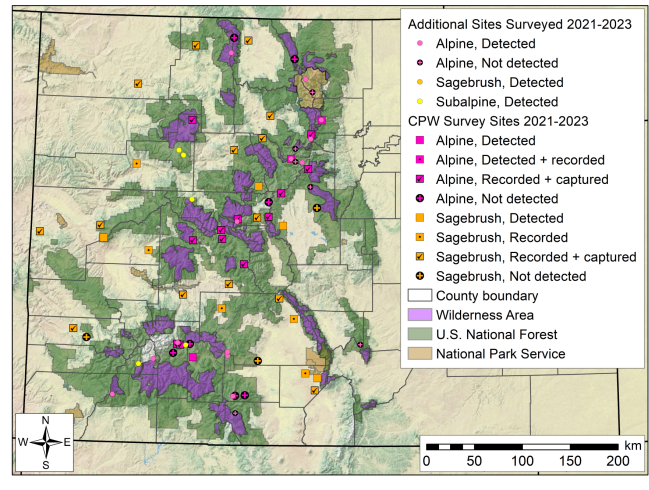 Additional Sites Surveyed 2021-2023
Alpine, Detected
Alpine, Not detected
Sagebrush, Detected
Subalpine, Detected
CPW Survey Sites 2021-2023
Alpine, Detected
Alpine, Detected + recorded
Alpine, Recorded + captured
Alpine, Not detected
Sagebrush, Detected
Sagebrush, Recorded
Sagebrush, Recorded + captured
Sagebrush, Not detected
County boundary
Wilderness Area
U.S. National Forest
National Park Service
N
W E
S
km
0 50 100 150 200